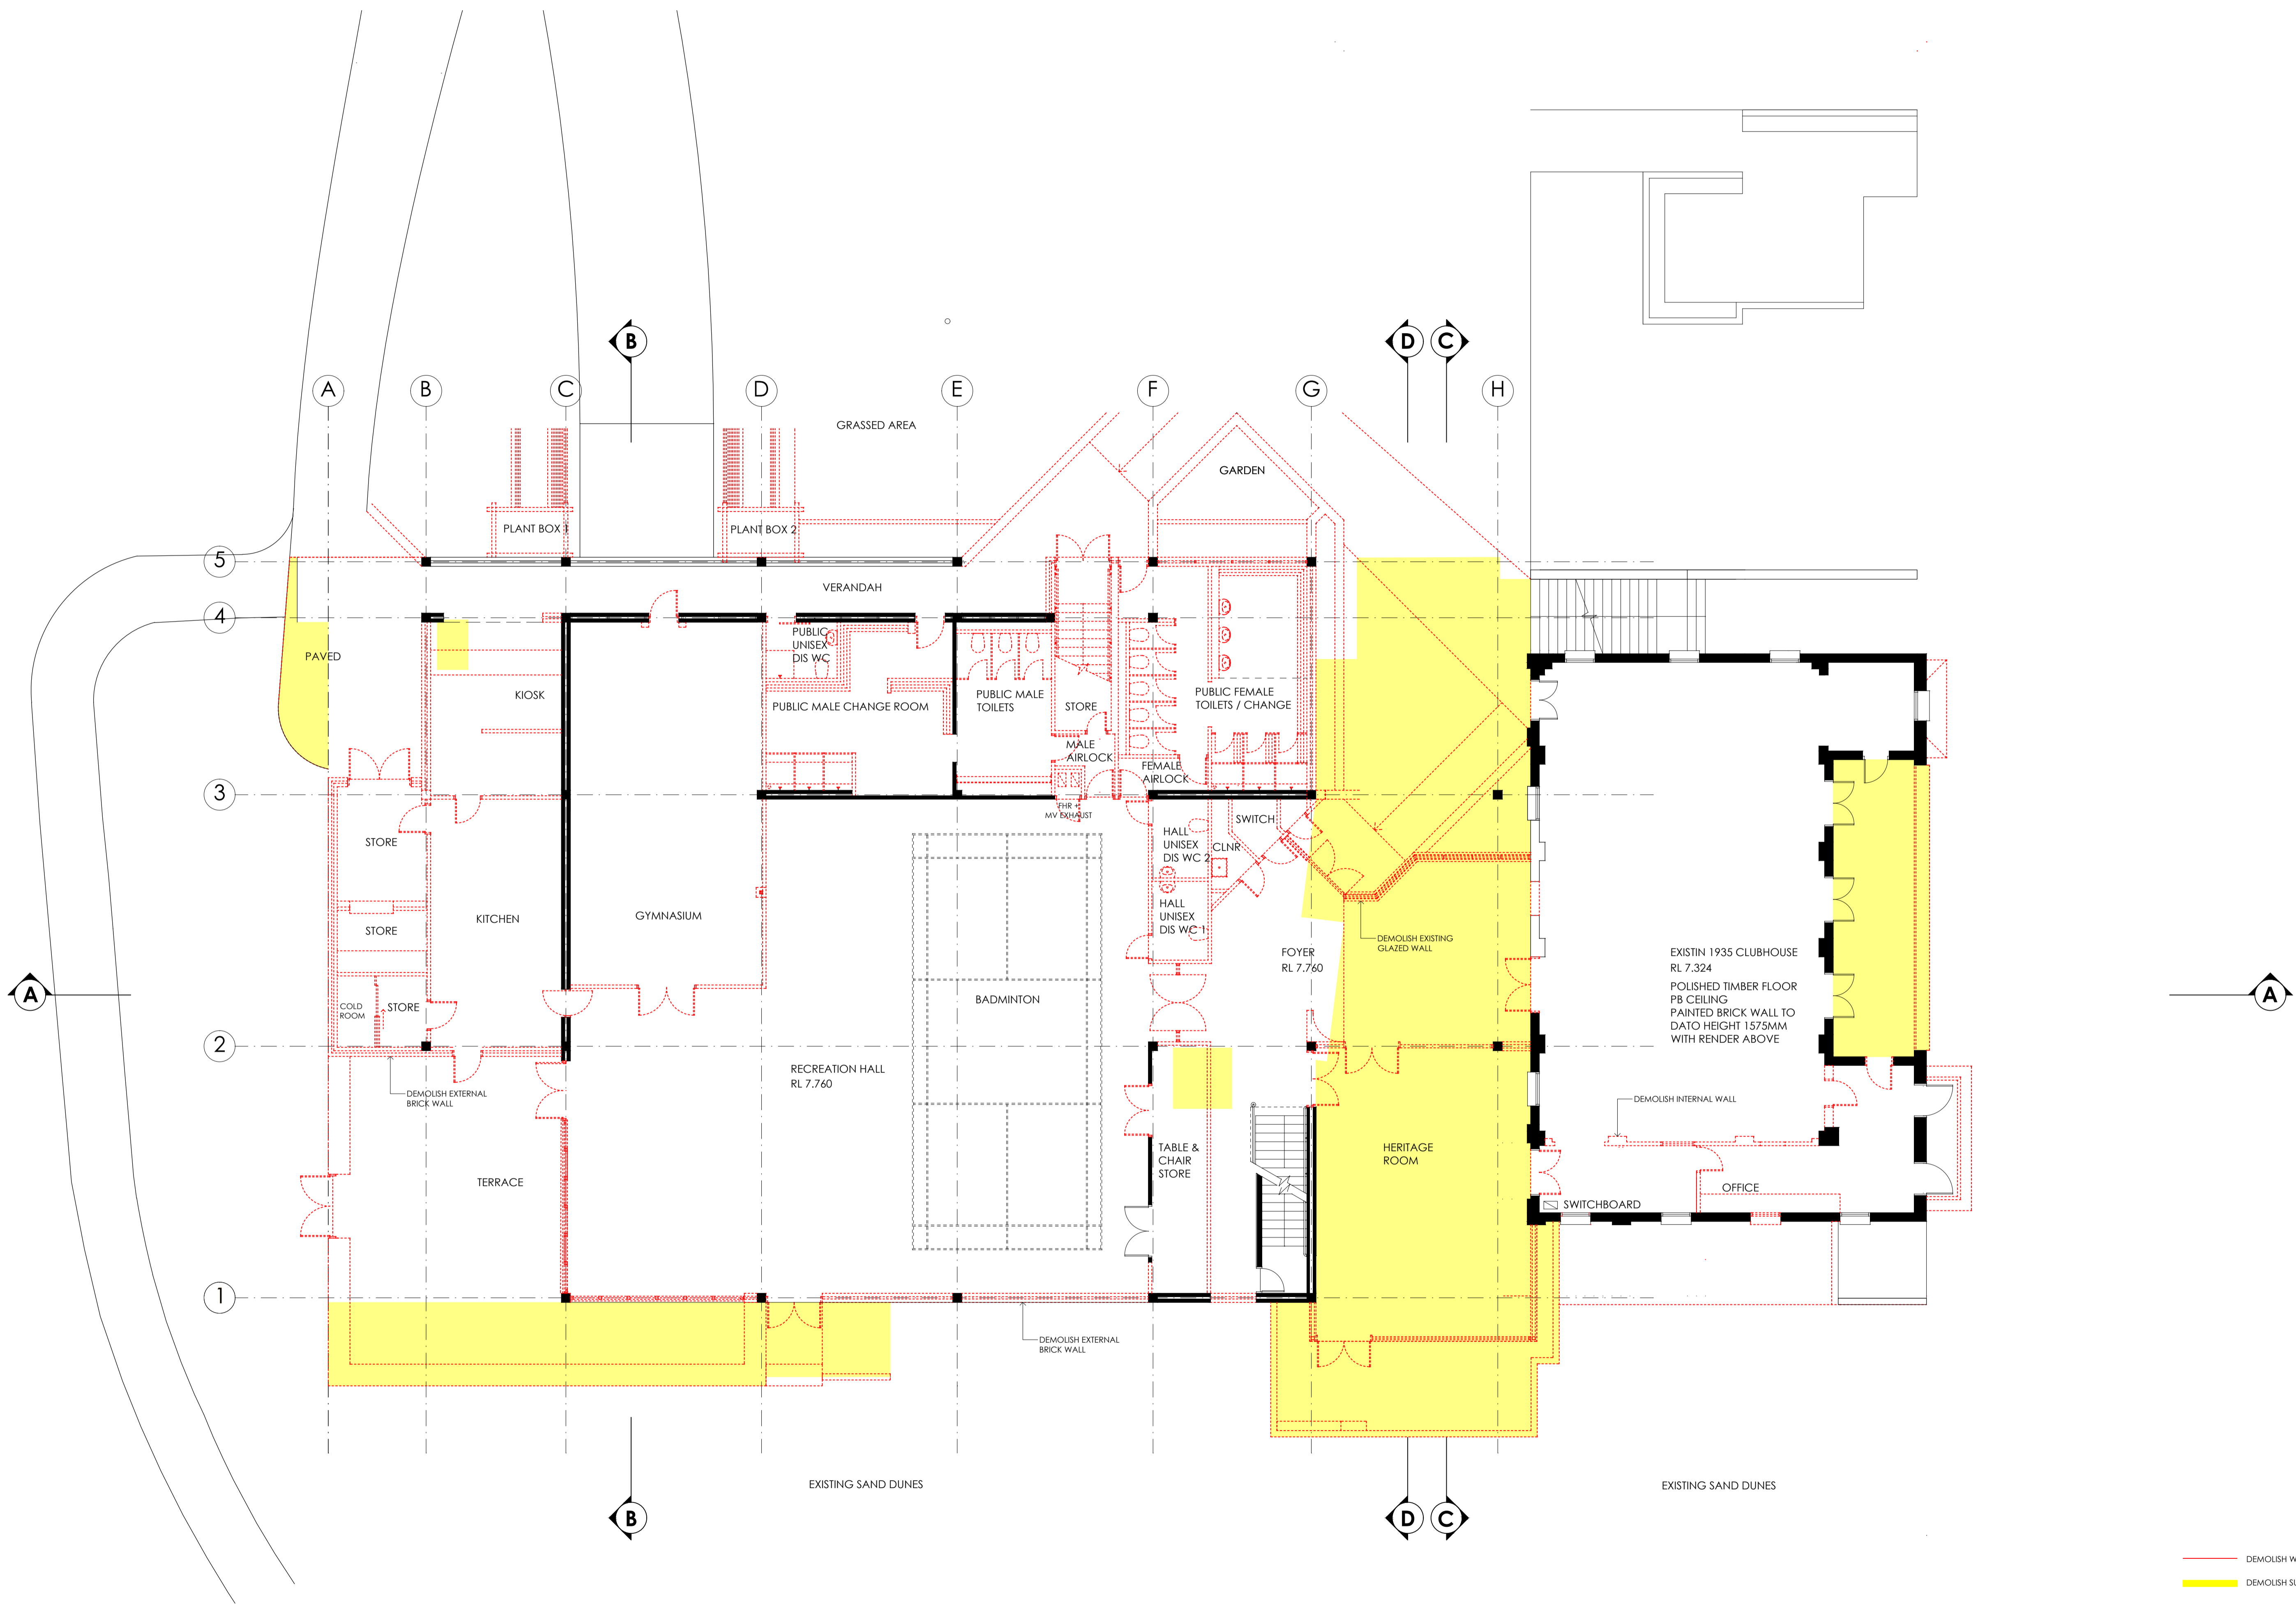 B
D
C
A
B
C
D
E
F
G
H
GRASSED AREA
GARDEN
PLANT BOX 1
PLANT BOX 2
5
VERANDAH
4
PUBLIC
UNISEX
DIS WC
PAVED
KIOSK
PUBLIC MALE CHANGE ROOM
PUBLIC MALE
TOILETS
STORE
PUBLIC FEMALE
TOILETS / CHANGE
MALE
AIRLOCK
FEMALE
AIRLOCK
3
FHR +
MV EXHAUST
SWITCH
STORE
HALL
UNISEX
DIS WC 2
CLNR
KITCHEN
GYMNASIUM
STORE
HALL
UNISEX
DIS WC 1
DEMOLISH EXISTING
GLAZED WALL
FOYER
RL 7.760
EXISTIN 1935 CLUBHOUSE
RL 7.324
POLISHED TIMBER FLOOR
PB CEILING
PAINTED BRICK WALL TO
DATO HEIGHT 1575MM
WITH RENDER ABOVE
A
A
BADMINTON
COLD
ROOM
STORE
2
RECREATION HALL
RL 7.760
DEMOLISH EXTERNAL
BRICK WALL
DEMOLISH INTERNAL WALL
TABLE &
CHAIR
STORE
HERITAGE
ROOM
TERRACE
OFFICE
SWITCHBOARD
1
DEMOLISH EXTERNAL
BRICK WALL
EXISTING SAND DUNES
EXISTING SAND DUNES
B
D
C
DEMOLISH
DEMOLISH